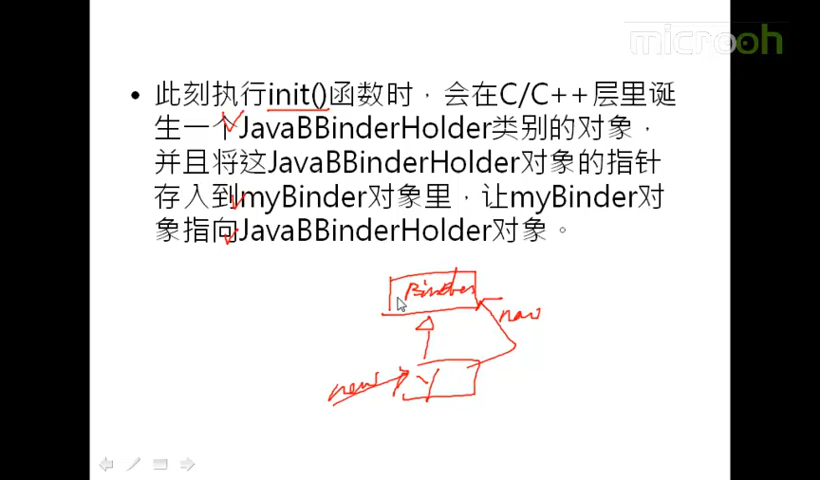 microoh
• 此刻执行init()函数时，会在C/C++层里诞
生一个JavaBBinderHolder类别的对象，
并且将这JavaBBinderHolder对象的指针
存入到myBinder对象里，让myBinder对
象指向JavaBBinderHolder对象。
Binder
new
new
Y